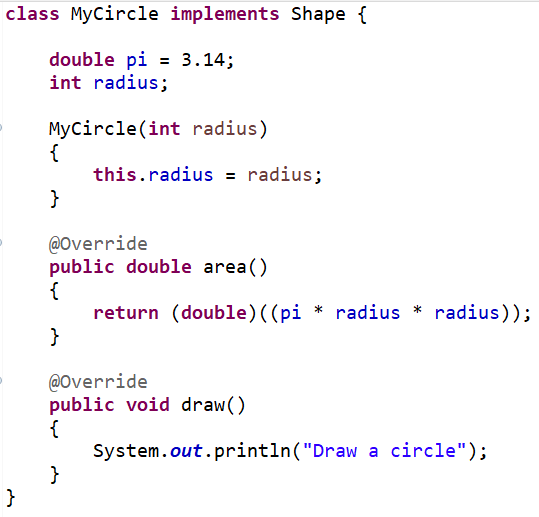 class MyCircle implements Shape {
double pi = 3.14;
int radius;
MyCircle(int radius)
{
this.radius = radius;
}
@Override
public double area()
{
return (double)((pi * radius * radius));
}
@Override
public void draw()
{
System.out.println("Draw a circle");
}
}